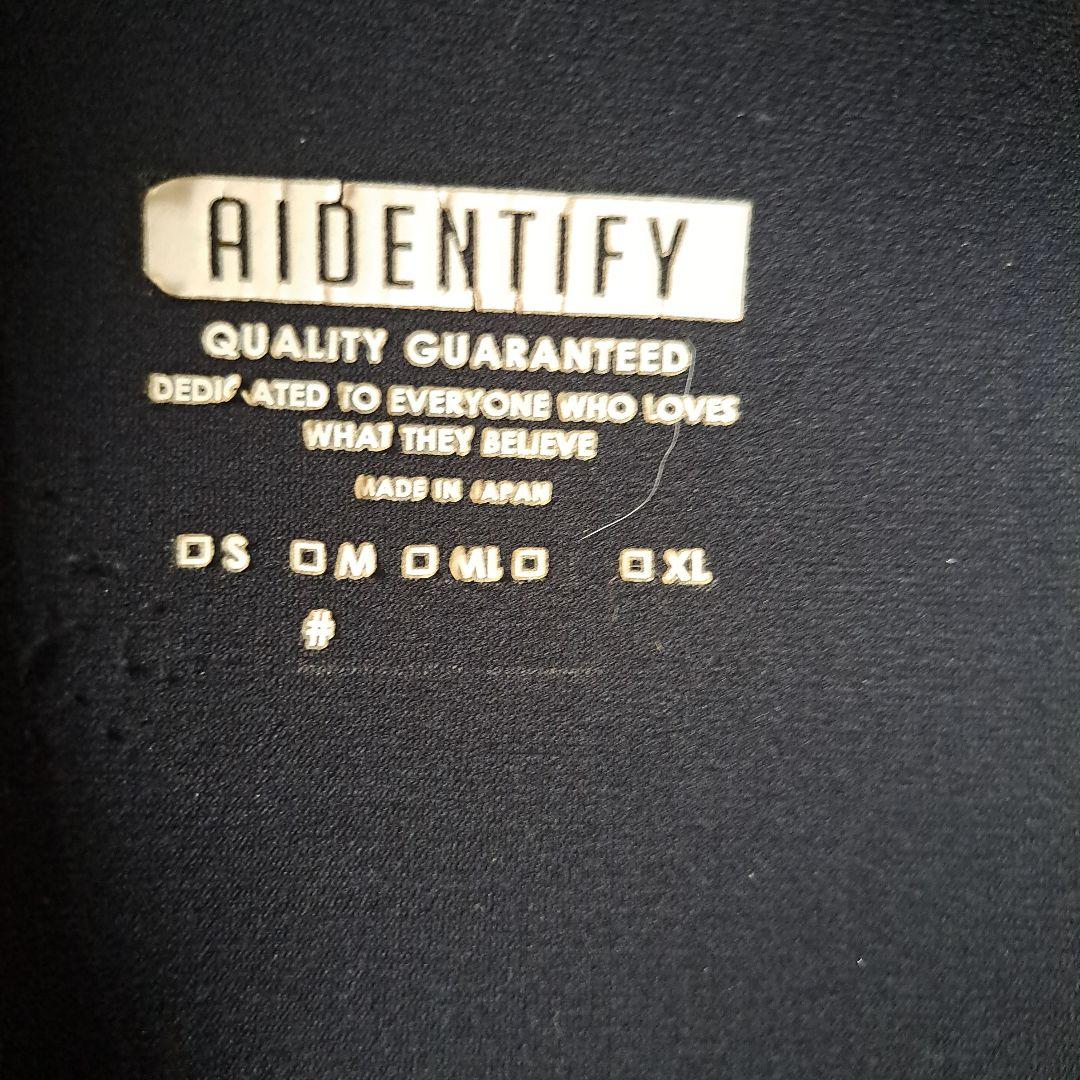 AIDENTIFY
QUALITY GUARANTEED
DEDICATED TO EVERYONE WHO LOVES
WHAT THEY BELIEVE
MADE IN JAPAN
□S □M □ML □ □XL
#